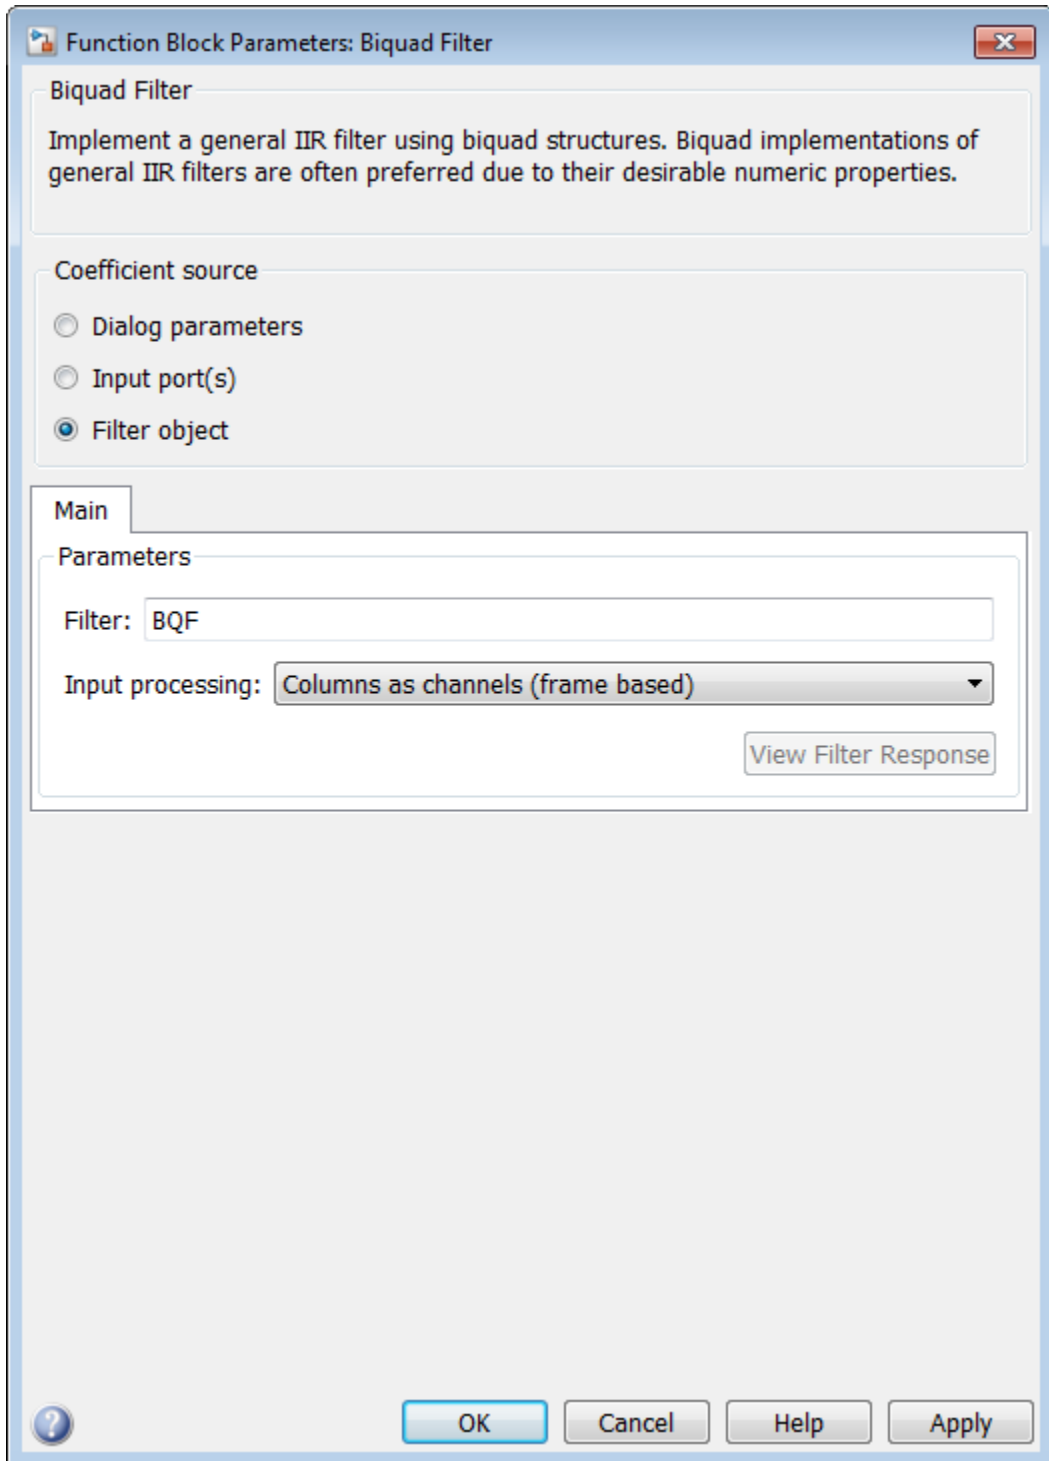 Function Block Parameters: Biquad Filter
Biquad Filter
Implement a general IIR filter using biquad structures. Biquad implementations of
general IIR filters are often preferred due to their desirable numeric properties.
Coefficient source
Dialog parameters
Input port(s)
Filter object
Main
Parameters
Filter: BQF
Input processing: Columns as channels (frame based)
View Filter Response
? OK Cancel Help Apply